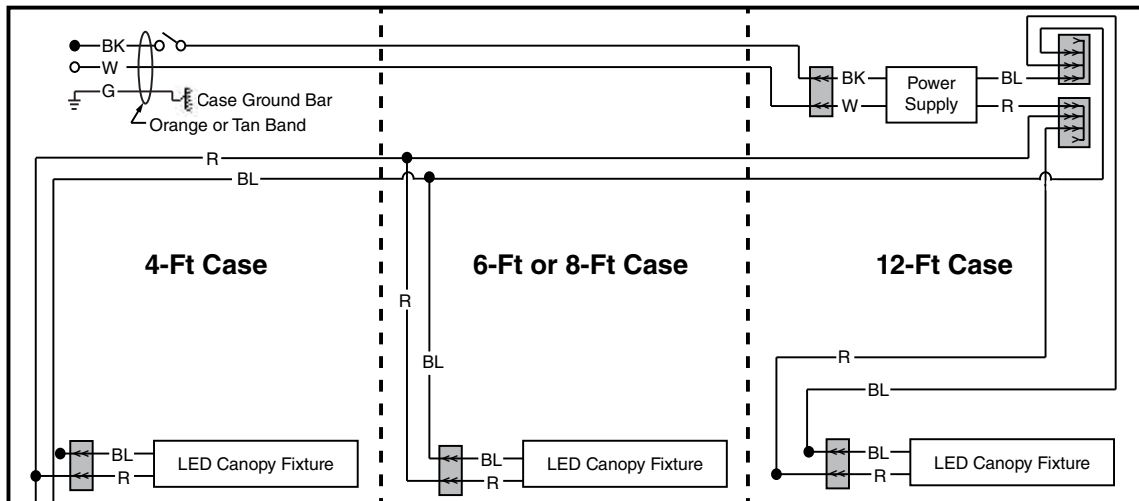 BK
W
G
Case Ground Bar
Orange or Tan Band
BK
W
Power
Supply
BL
R
R
BL
4-Ft Case
6-Ft or 8-Ft Case
12-Ft Case
R
BL
R
BL
BL
R
LED Canopy Fixture
BL
R
LED Canopy Fixture
BL
R
LED Canopy Fixture